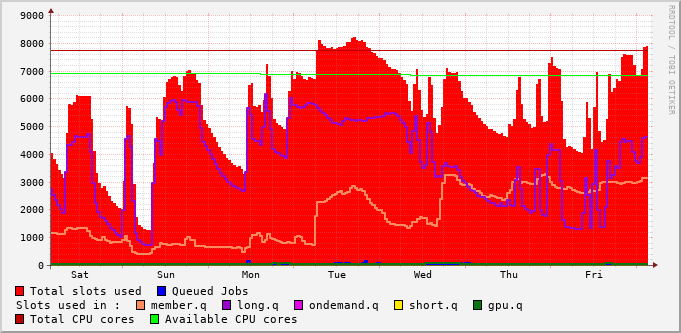 9000
8000
7000
6000
5000
4000
3000
2000
1000
0
Sat Sun Mon Tue Wed Thu Fri
RRDTOOL / TOBI OETIKER
Total slots used Queued Jobs
Slots used in : member.q long.q ondemand.q short.q gpu.q
Total CPU cores Available CPU cores